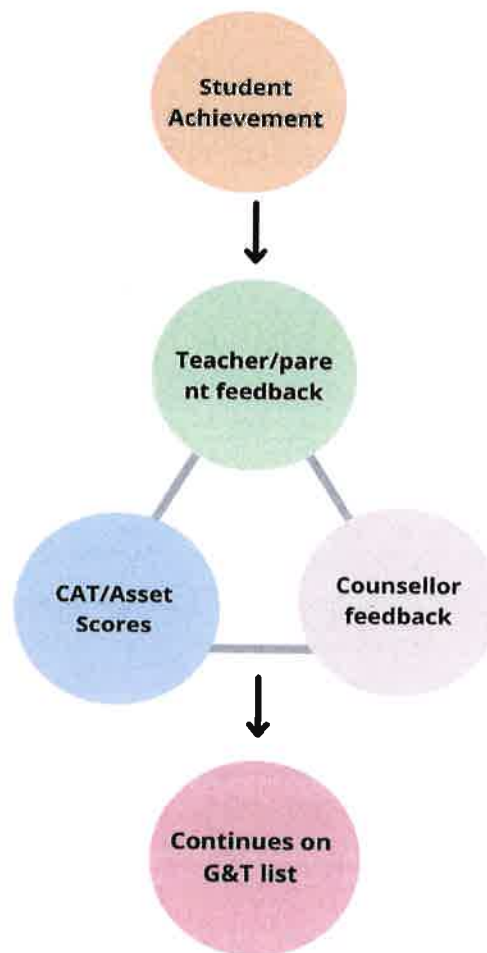 Student
Achievement
Teacher/pare
nt feedback
CAT/Asset
Scores
Counsellor
feedback
Continues on
G&T list